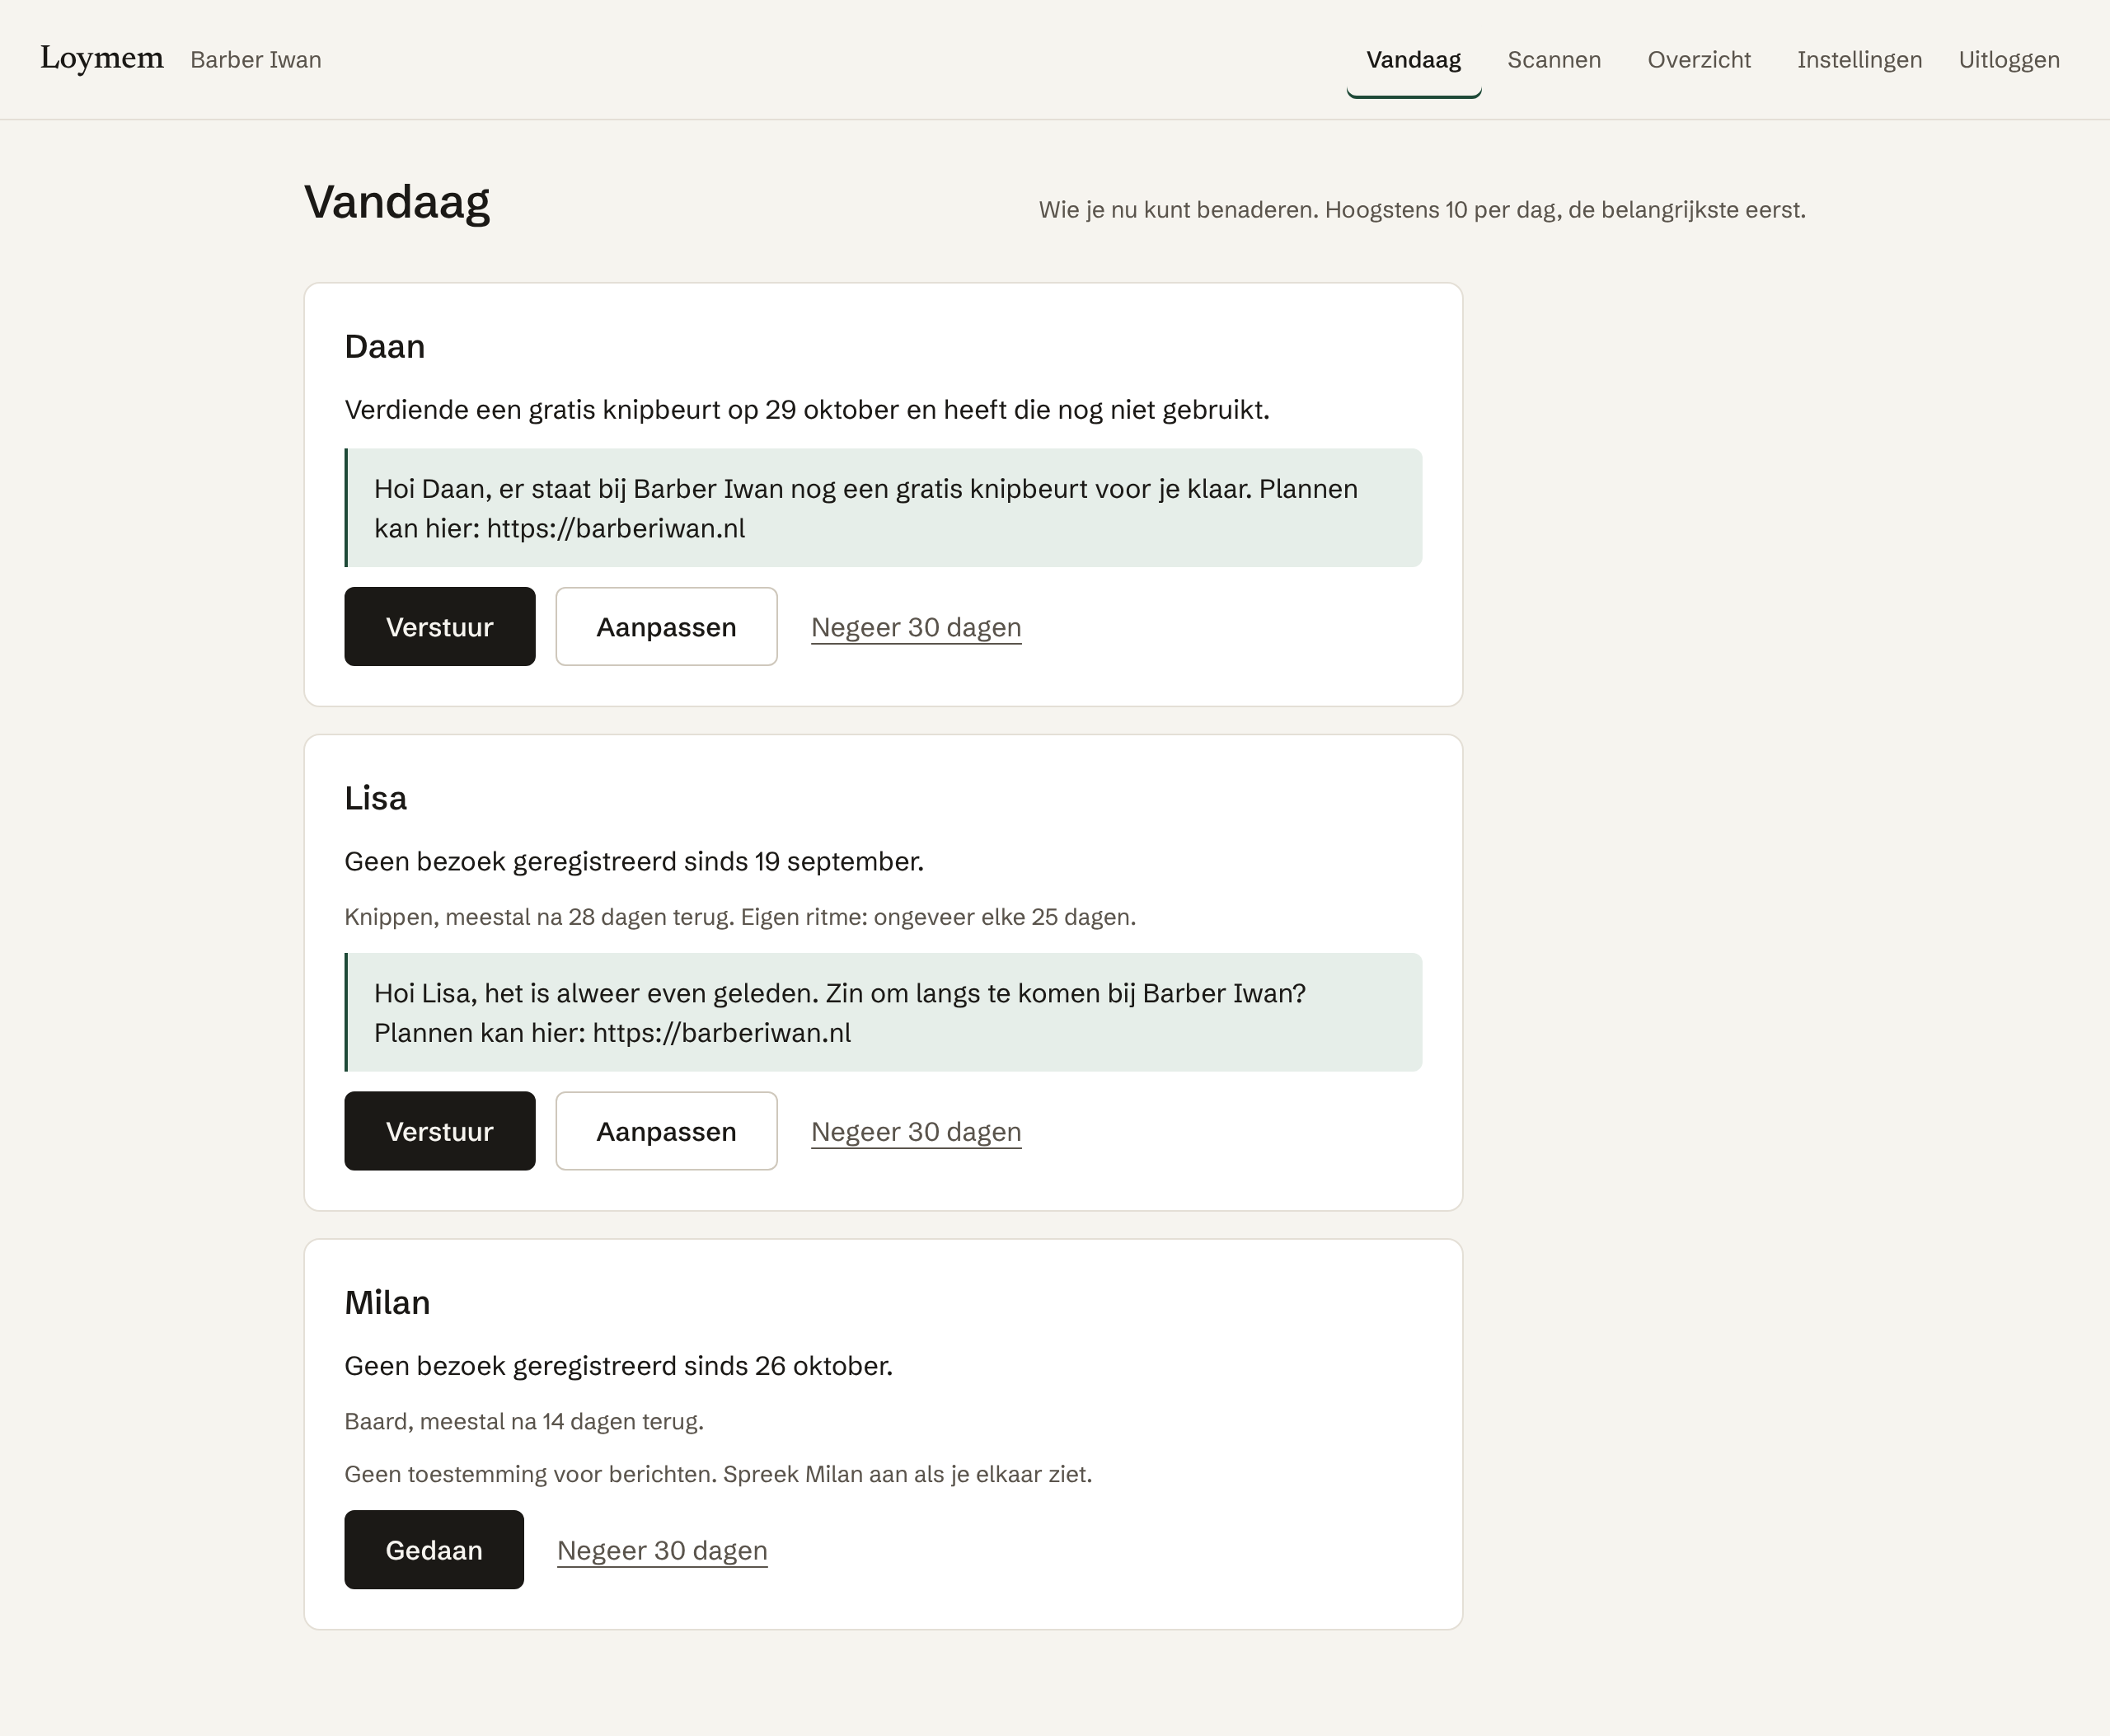 Loymem Barber Iwan Vandaag Scannen Overzicht Instellingen Uitloggen
Vandaag
Wie je nu kunt benaderen. Hoogstens 10 per dag, de belangrijkste eerst.
Daan
Verdiende een gratis knipbeurt op 29 oktober en heeft die nog niet gebruikt.
Hoi Daan, er staat bij Barber Iwan nog een gratis knipbeurt voor je klaar. Plannen
kan hier: https://barberiwan.nl
Verstuur Aanpassen Negeer 30 dagen
Lisa
Geen bezoek geregistreerd sinds 19 september.
Knippen, meestal na 28 dagen terug. Eigen ritme: ongeveer elke 25 dagen.
Hoi Lisa, het is alweer even geleden. Zin om langs te komen bij Barber Iwan?
Plannen kan hier: https://barberiwan.nl
Verstuur Aanpassen Negeer 30 dagen
Milan
Geen bezoek geregistreerd sinds 26 oktober.
Baard, meestal na 14 dagen terug.
Geen toestemming voor berichten. Spreek Milan aan als je elkaar ziet.
Gedaan Negeer 30 dagen